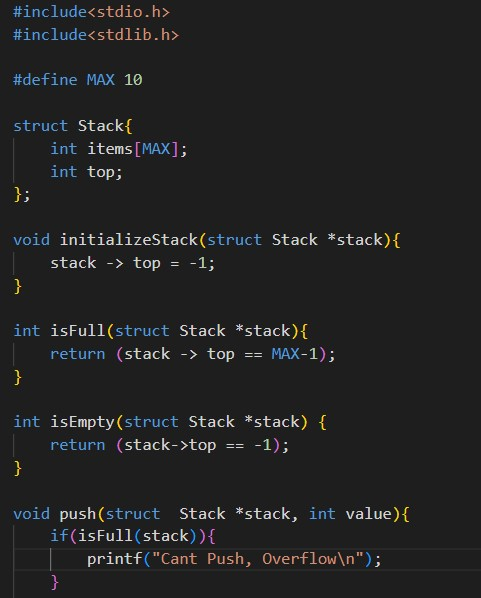 #include<stdio.h>
#include<stdlib.h>
#define MAX 10
struct Stack{
int items[MAX];
int top;
};
void initializeStack(struct Stack *stack){
stack -> top = -1;
}
int isFull(struct Stack *stack){
return (stack -> top == MAX-1);
}
int isEmpty(struct Stack *stack) {
return (stack->top == -1);
}
void push(struct  Stack *stack, int value){
if(isFull(stack)){
printf("Cant Push, Overflow\n");
}